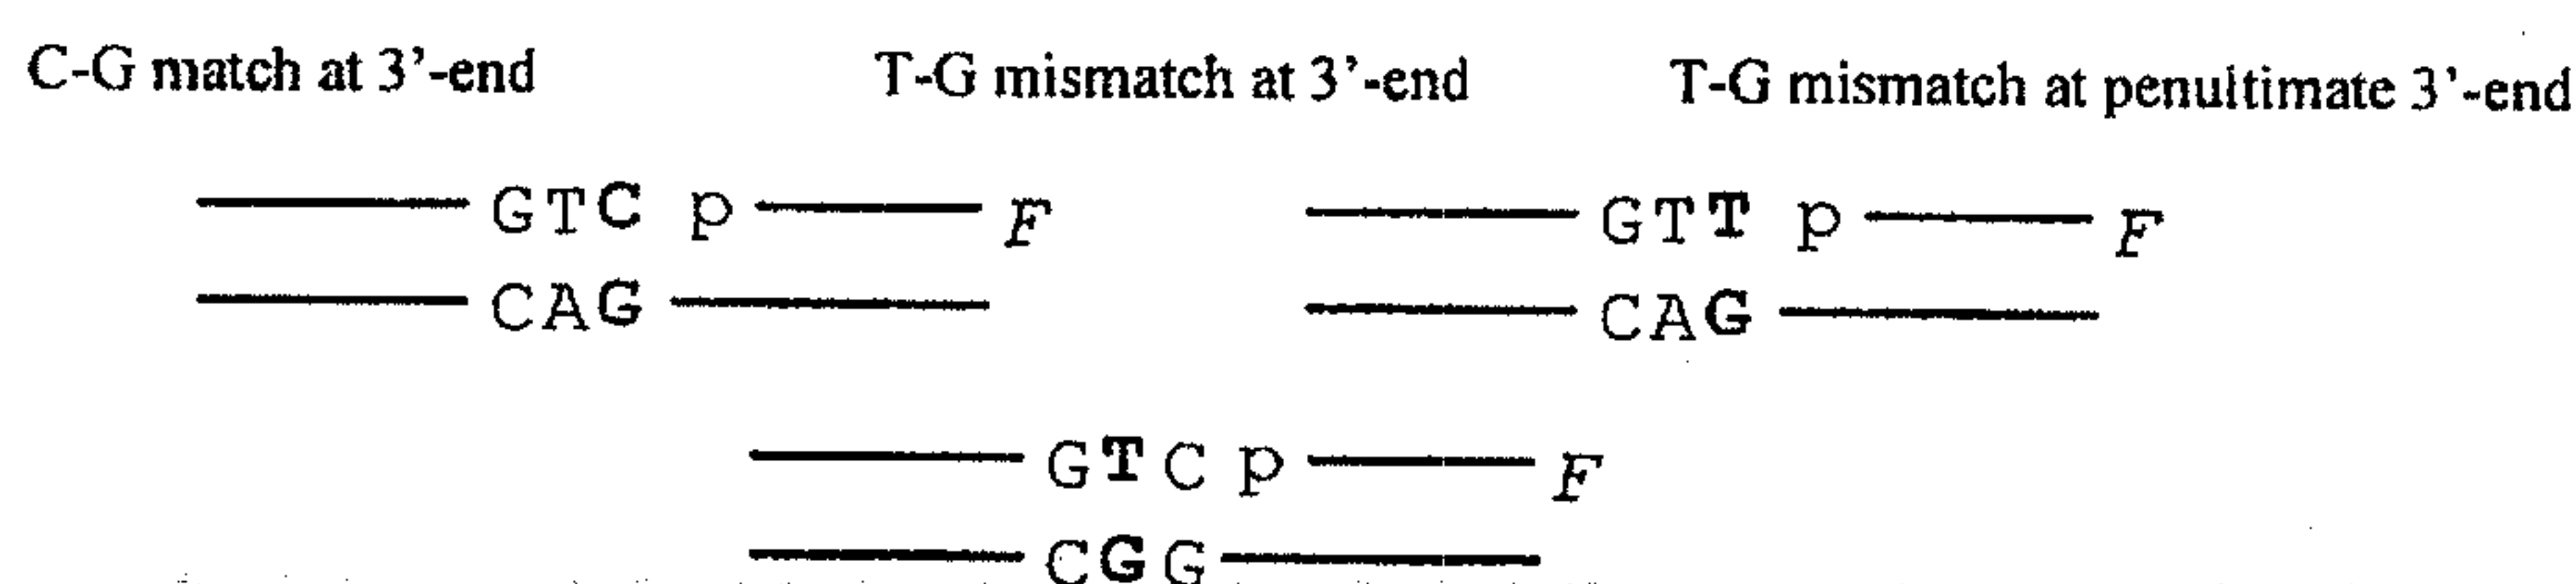 C-G match at 3'-end T-G mismatch at 3'-end T-G mismatch at penultimate 3'-end
GTC p F GTT p F
CAG CAG
GTC p F
CGG